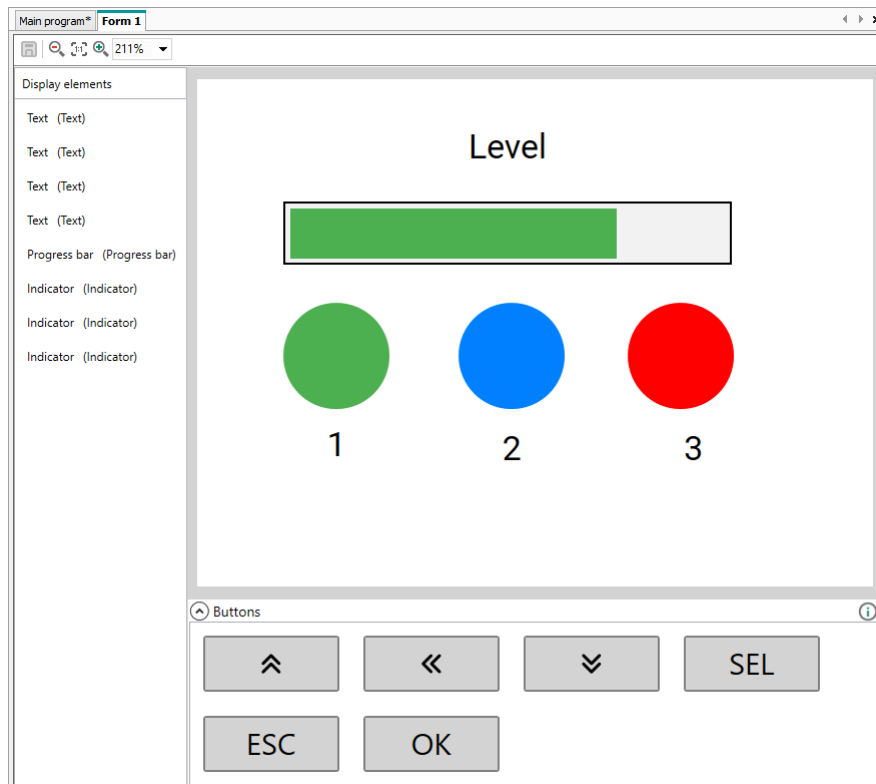 Main program* Form 1
211%
Display elements
Text (Text)
Text (Text)
Text (Text)
Text (Text)
Progress bar (Progress bar)
Indicator (Indicator)
Indicator (Indicator)
Indicator (Indicator)
Level
1 2 3
Buttons
SEL
ESC OK